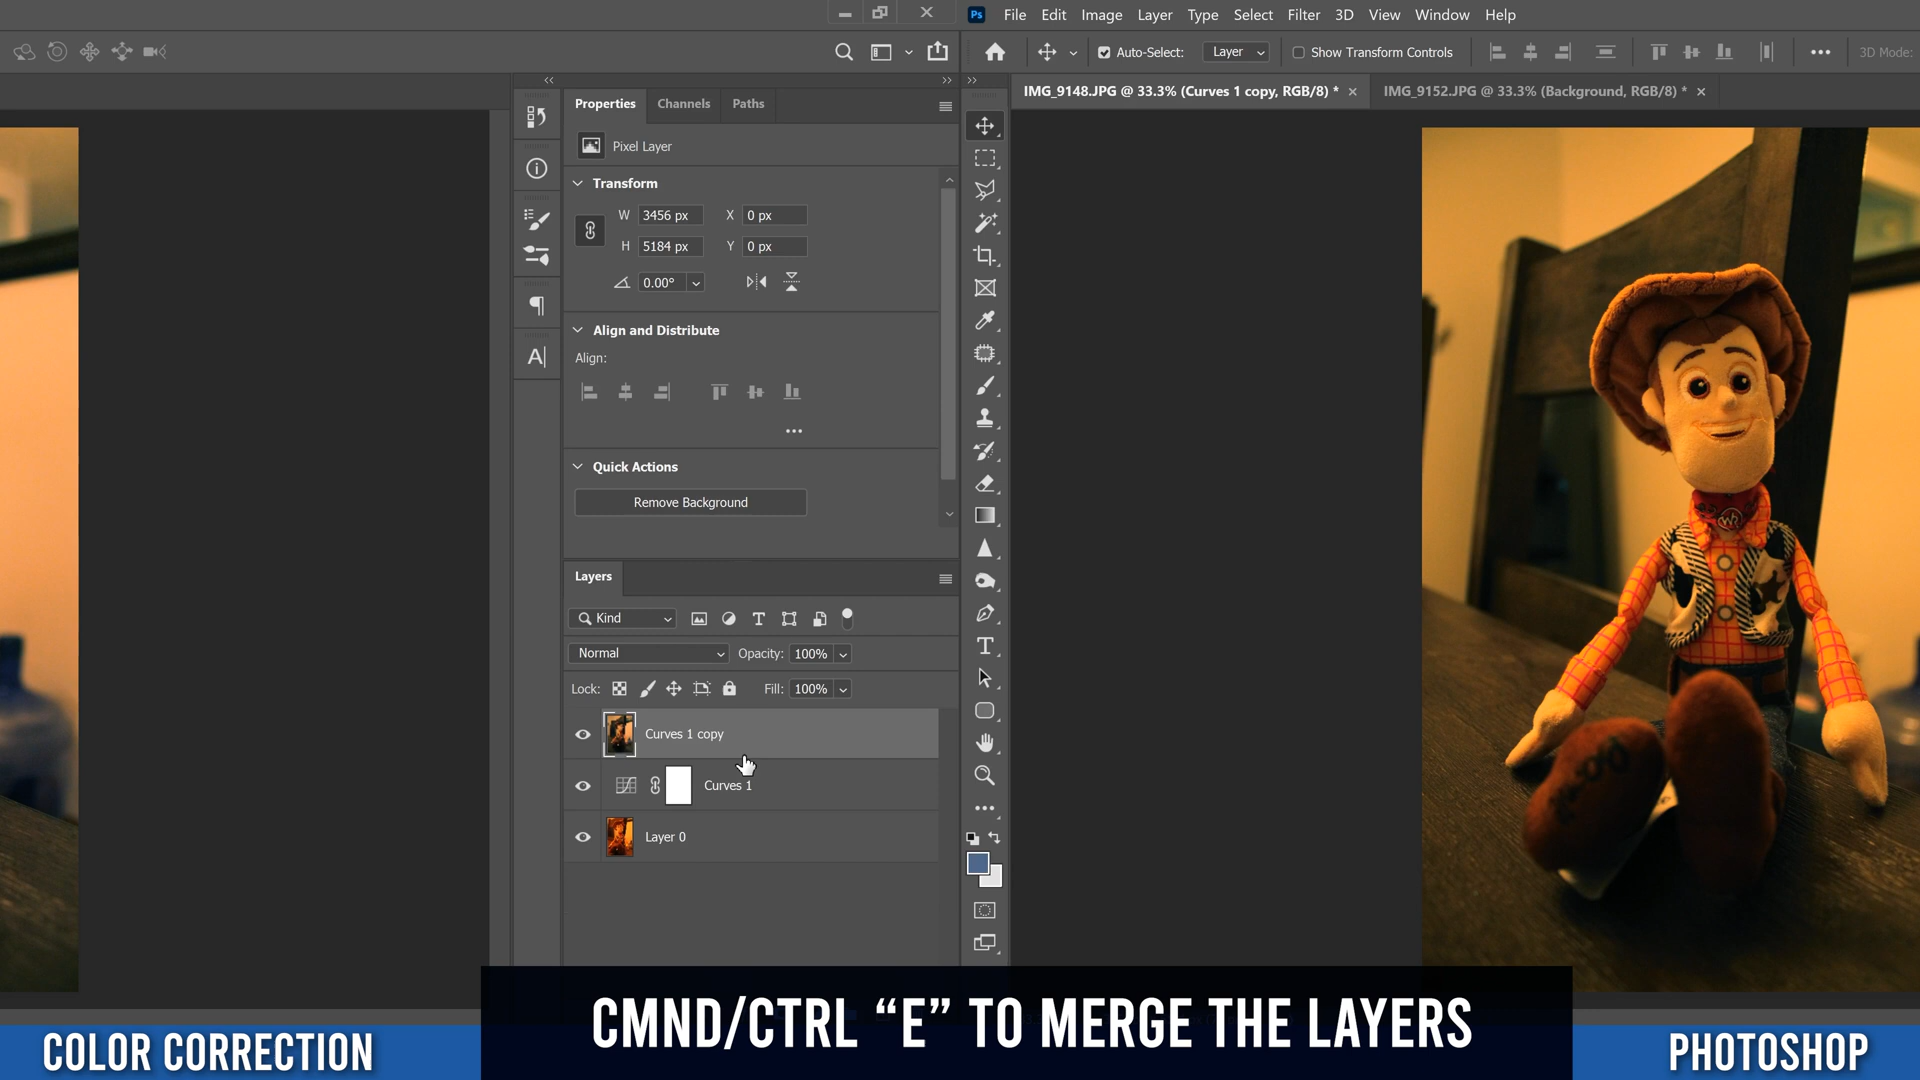 Ps File Edit Image Layer Type Select Filter 3D View Window Help
Auto-Select: Layer Show Transform Controls 3D Mode:
IMG_9148.JPG @ 33.3% (Curves 1 copy, RGB/8) * IMG_9152.JPG @ 33.3% (Background, RGB/8) *
Properties Channels Paths
Pixel Layer
Transform
W 3456 px X 0 px
H 5184 px Y 0 px
0.00°
Align and Distribute
Align:
Quick Actions
Remove Background
Layers
Kind
Normal Opacity: 100%
Lock: Fill: 100%
Curves 1 copy
Curves 1
Layer 0
CMND/CTRL “E” TO MERGE THE LAYERS
COLOR CORRECTION
PHOTOSHOP